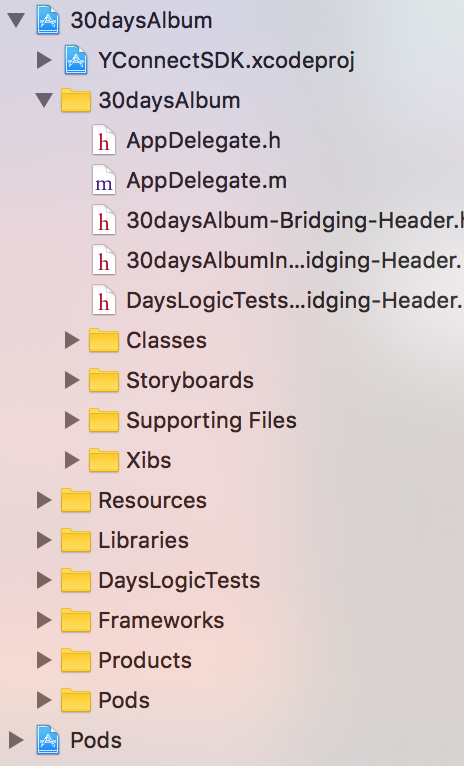 30daysAlbum
YConnectSDK.xcodeproj
30daysAlbum
h AppDelegate.h
m AppDelegate.m
h 30daysAlbum-Bridging-Header.h
h 30daysAlbumIn...idging-Header.
h DaysLogicTests...idging-Header.
Classes
Storyboards
Supporting Files
Xibs
Resources
Libraries
DaysLogicTests
Frameworks
Products
Pods
Pods